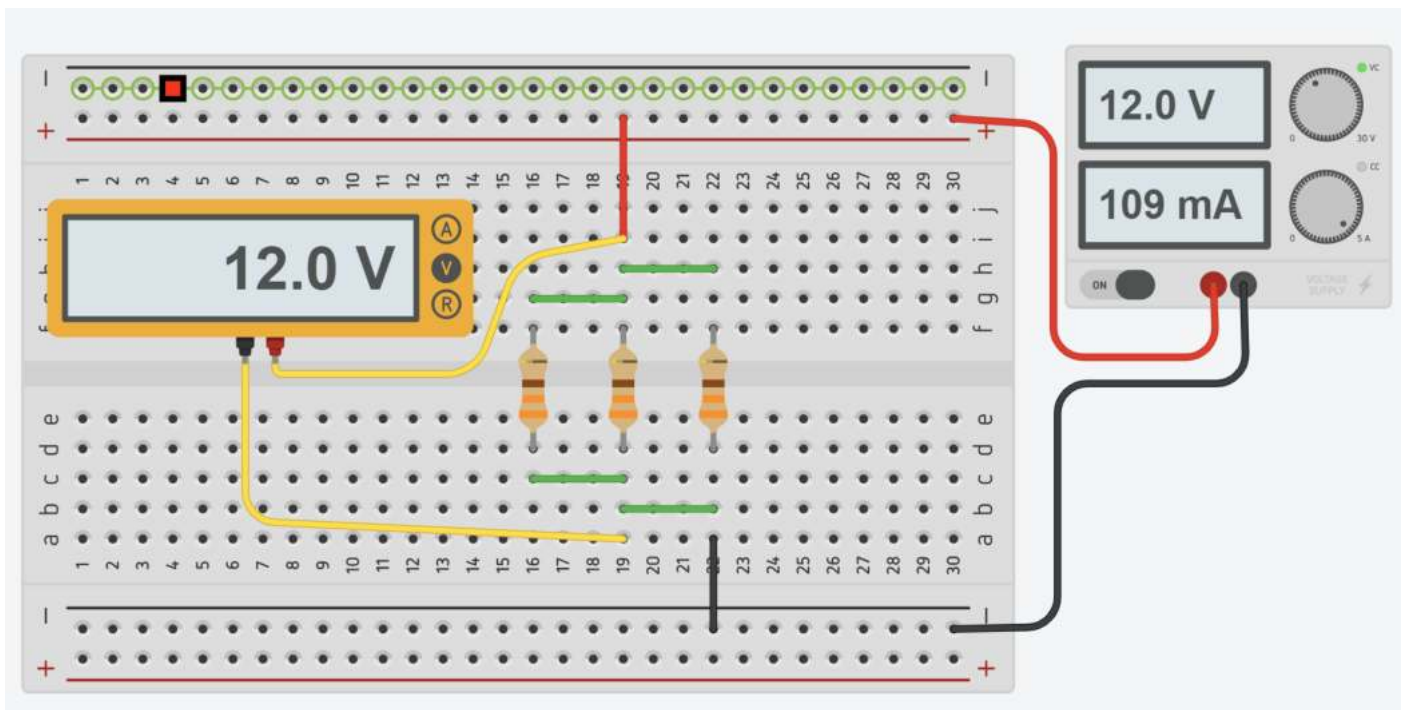 −
+
1 2 3 4 5 6 7 8 9 10 11 12 13 14 15 16 17 18 20 21 22 23 24 25 26 27 28 29 30
j
i
h
g
f
12.0 V
A
V
R
e e
d d
c c
b b
a a
1 2 3 4 5 6 7 8 9 10 11 12 13 14 15 16 17 18 19 20 21 23 24 25 26 27 28 29 30
−
+
−
+
−
+
12.0 V
VC
0 30 V
109 mA
CC
0 5 A
ON
VOLTAGE
SUPPLY